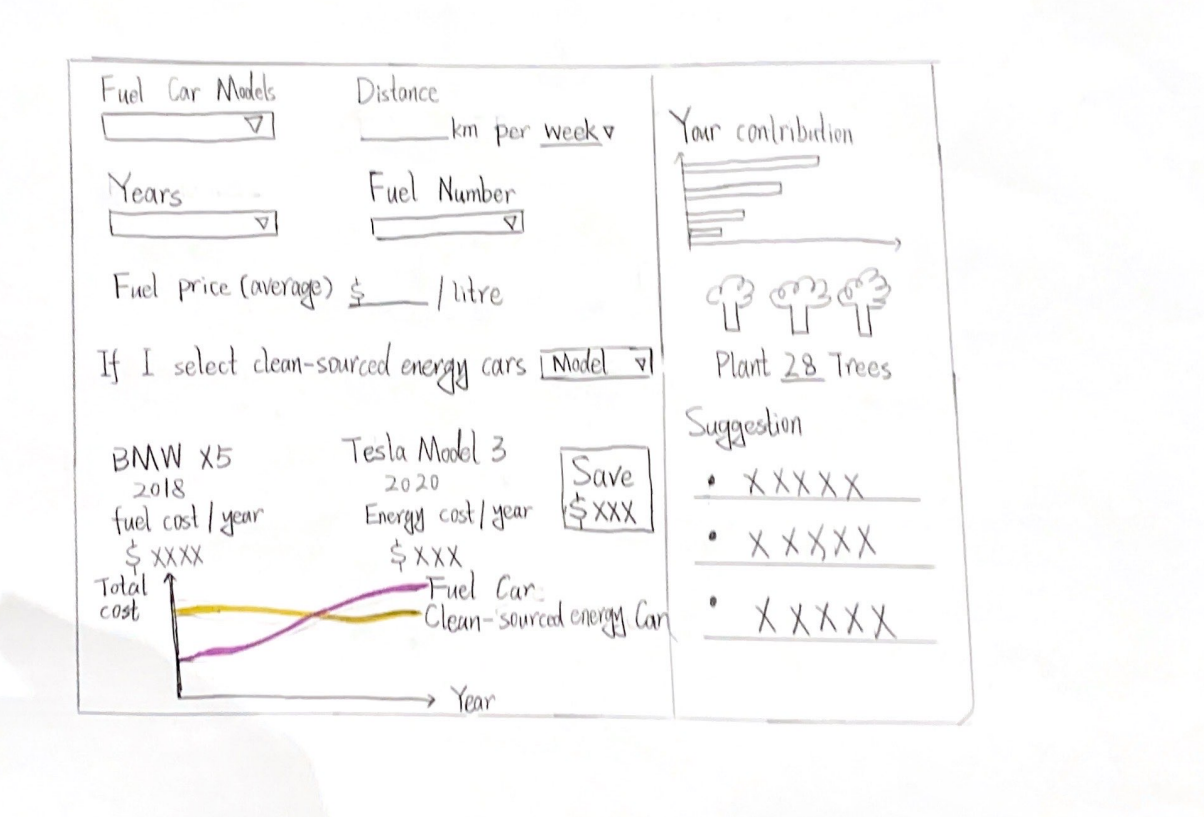 Fuel Car Models
Distance
km per week
Years
Fuel Number
Fuel price (average) $____ / litre
If I select clean-sourced energy cars Model
BMW X5
2018
fuel cost / year
$ XXXX
Tesla Model 3
2020
Energy cost / year
$ XXX
Save
$ XXX
Total
cost
Fuel Car
Clean-sourced energy Car
Year
Your contribution
Plant 28 Trees
Suggestion
• XXXXX
• XXXXX
• XXXXX